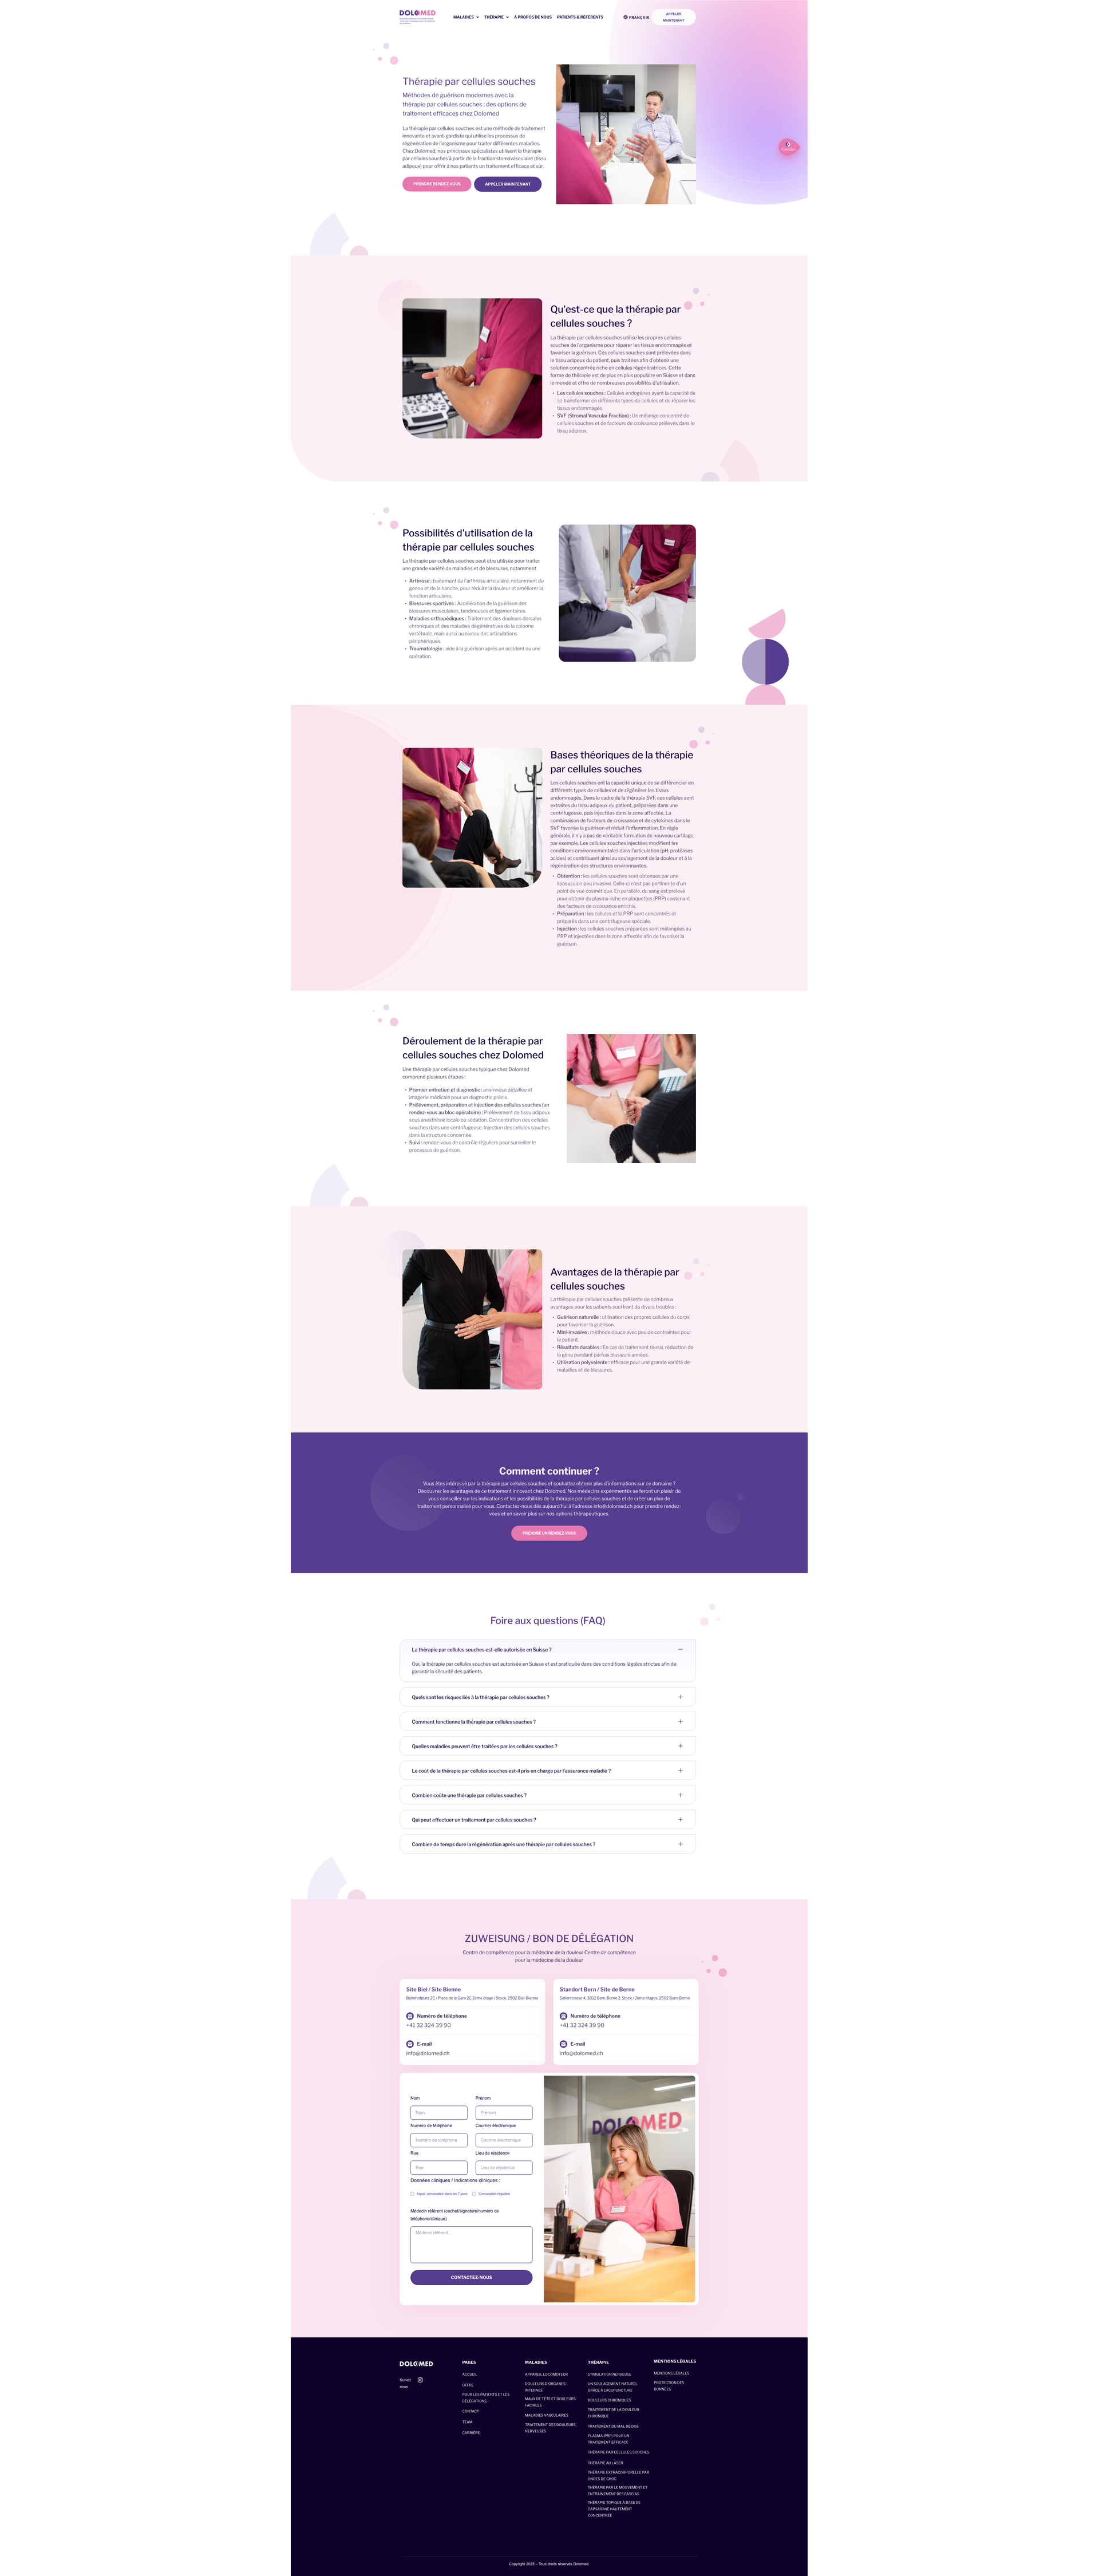 DOLOMED
MALADIES
THÉRAPIE
À PROPOS DE NOUS
PATIENTS & RÉFÉRENTS
FRANÇAIS
APPELER
MAINTENANT
Thérapie par cellules souches
Méthodes de guérison modernes avec la
thérapie par cellules souches : des options de
traitement efficaces chez Dolomed
La thérapie par cellules souches est une méthode de traitement
innovante et avant-gardiste qui utilise les processus de
régénération de l'organisme pour traiter différentes maladies.
Chez Dolomed, nos principaux spécialistes utilisent la thérapie
par cellules souches à partir de la fraction stomavasculaire (tissu
adipeux) pour offrir à nos patients un traitement efficace et sûr.
PRENDRE RENDEZ-VOUS
APPELER MAINTENANT
Qu'est-ce que la thérapie par
cellules souches ?
La thérapie par cellules souches utilise les propres cellules
souches de l'organisme pour réparer les tissus endommagés et
favoriser la guérison. Ces cellules souches sont prélevées dans
le tissu adipeux du patient, puis traitées afin d'obtenir une
solution concentrée riche en cellules régénératrices. Cette
forme de thérapie est de plus en plus populaire en Suisse et dans
le monde et offre de nombreuses possibilités d'utilisation.
• Les cellules souches : Cellules endogènes ayant la capacité de
se transformer en différents types de cellules et de réparer les
tissus endommagés.
• SVF (Stromal Vascular Fraction) : Un mélange concentré de
cellules souches et de facteurs de croissance prélevés dans le
tissu adipeux.
Possibilités d'utilisation de la
thérapie par cellules souches
La thérapie par cellules souches peut être utilisée pour traiter
une grande variété de maladies et de blessures, notamment
• Arthrose : traitement de l'arthrose articulaire, notamment du
genou et de la hanche, pour réduire la douleur et améliorer la
fonction articulaire.
• Blessures sportives : Accélération de la guérison des
blessures musculaires, tendineuses et ligamentaires.
• Maladies orthopédiques : Traitement des douleurs dorsales
chroniques et des maladies dégénératives de la colonne
vertébrale, mais aussi au niveau des articulations
périphériques.
• Traumatologie : aide à la guérison après un accident ou une
opération.
Bases théoriques de la thérapie
par cellules souches
Les cellules souches ont la capacité unique de se différencier en
différents types de cellules et de régénérer les tissus
endommagés. Dans le cadre de la thérapie SVF, ces cellules sont
extraites du tissu adipeux du patient, préparées dans une
centrifugeuse, puis injectées dans la zone affectée. La
combinaison de facteurs de croissance et de cytokines dans le
SVF favorise la guérison et réduit l'inflammation. En règle
générale, il n'y a pas de véritable formation de nouveau cartilage,
par exemple. Les cellules souches injectées modifient les
conditions environnementales dans l'articulation (pH, protéases
acides) et contribuent ainsi au soulagement de la douleur et à la
régénération des structures environnantes.
• Obtention : les cellules souches sont obtenues par une
liposuccion peu invasive. Celle-ci n'est pas pertinente d'un
point de vue cosmétique. En parallèle, du sang est prélevé
pour obtenir du plasma riche en plaquettes (PRP) contenant
des facteurs de croissance enrichis.
• Préparation : les cellules et le PRP sont concentrés et
préparés dans une centrifugeuse spéciale.
• Injection : les cellules souches préparées sont mélangées au
PRP et injectées dans la zone affectée afin de favoriser la
guérison.
Déroulement de la thérapie par
cellules souches chez Dolomed
Une thérapie par cellules souches typique chez Dolomed
comprend plusieurs étapes :
• Premier entretien et diagnostic : anamnèse détaillée et
imagerie médicale pour un diagnostic précis.
• Prélèvement, préparation et injection des cellules souches (un
rendez-vous au bloc opératoire) : Prélèvement de tissu adipeux
sous anesthésie locale ou sédation. Concentration des cellules
souches dans une centrifugeuse. Injection des cellules souches
dans la structure concernée.
• Suivi : rendez-vous de contrôle réguliers pour surveiller le
processus de guérison.
Avantages de la thérapie par
cellules souches
La thérapie par cellules souches présente de nombreux
avantages pour les patients souffrant de divers troubles :
• Guérison naturelle : utilisation des propres cellules du corps
pour favoriser la guérison.
• Mini-invasive : méthode douce avec peu de contraintes pour
le patient.
• Résultats durables : En cas de traitement réussi, réduction de
la gêne pendant parfois plusieurs années.
• Utilisation polyvalente : efficace pour une grande variété de
maladies et de blessures.
Comment continuer ?
Vous êtes intéressé par la thérapie par cellules souches et souhaitez obtenir plus d'informations sur ce domaine ?
Découvrez les avantages de ce traitement innovant chez Dolomed. Nos médecins expérimentés se feront un plaisir de
vous conseiller sur les indications et les possibilités de la thérapie par cellules souches et de créer un plan de
traitement personnalisé pour vous. Contactez-nous dès aujourd'hui à l'adresse info@dolomed.ch pour prendre rendez-
vous et en savoir plus sur nos options thérapeutiques.
PRENDRE UN RENDEZ-VOUS
Foire aux questions (FAQ)
La thérapie par cellules souches est-elle autorisée en Suisse ?
Oui, la thérapie par cellules souches est autorisée en Suisse et est pratiquée dans des conditions légales strictes afin de
garantir la sécurité des patients.
Quels sont les risques liés à la thérapie par cellules souches ?
Comment fonctionne la thérapie par cellules souches ?
Quelles maladies peuvent être traitées par les cellules souches ?
Le coût de la thérapie par cellules souches est-il pris en charge par l'assurance maladie ?
Combien coûte une thérapie par cellules souches ?
Qui peut effectuer un traitement par cellules souches ?
Combien de temps dure la régénération après une thérapie par cellules souches ?
ZUWEISUNG / BON DE DÉLÉGATION
Centre de compétence pour la médecine de la douleur Centre de compétence
pour la médecine de la douleur
Site Biel / Site Bienne
Bahnhofplatz 2C / Place de la Gare 2C 2ème étage / Stock, 2502 Biel-Bienne
Numéro de téléphone
+41 32 324 39 90
E-mail
info@dolomed.ch
Standort Bern / Site de Berne
Numéro de téléphone
+41 32 324 39 90
E-mail
info@dolomed.ch
Nom
Prénom
Nom
Prénom
Numéro de téléphone
Courrier électronique
Numéro de téléphone
Courrier électronique
Rue
Lieu de résidence
Rue
Lieu de résidence
Données cliniques / Indications cliniques :
Convocation régulière
Médecin référent (cachet/signature/numéro de
téléphone/clinique)
Médecin référent...
CONTACTEZ-NOUS
DOLOMED
DOLOMED
Suivez
nous
PAGES
ACCUEIL
OFFRE
POUR LES PATIENTS ET LES
DÉLÉGATIONS
CONTACT
TEAM
CARRIÈRE
MALADIES
APPAREIL LOCOMOTEUR
DOULEURS D'ORGANES
INTERNES
MAUX DE TÊTE ET DOULEURS
FACIALES
MALADIES VASCULAIRES
TRAITEMENT DES DOULEURS
NERVEUSES
THÉRAPIE
STIMULATION NERVEUSE
UN SOULAGEMENT NATUREL
GRÂCE À L'ACUPUNCTURE
DOULEURS CHRONIQUES
TRAITEMENT DE LA DOULEUR
CHRONIQUE
TRAITEMENT DU MAL DE DOS
PLASMA (PRP) POUR UN
TRAITEMENT EFFICACE
THÉRAPIE PAR CELLULES SOUCHES
THÉRAPIE AU LASER
THÉRAPIE EXTRACORPORELLE PAR
ONDES DE CHOC
THÉRAPIE PAR LE MOUVEMENT ET
ENTRAÎNEMENT DES FASCIAS
THÉRAPIE TOPIQUE À BASE DE
CAPSAÏCINE HAUTEMENT
CONCENTRÉE
MENTIONS LÉGALES
MENTIONS LÉGALES
PROTECTION DES
DONNÉES
Copyright 2025 – Tous droits réservés Dolomed